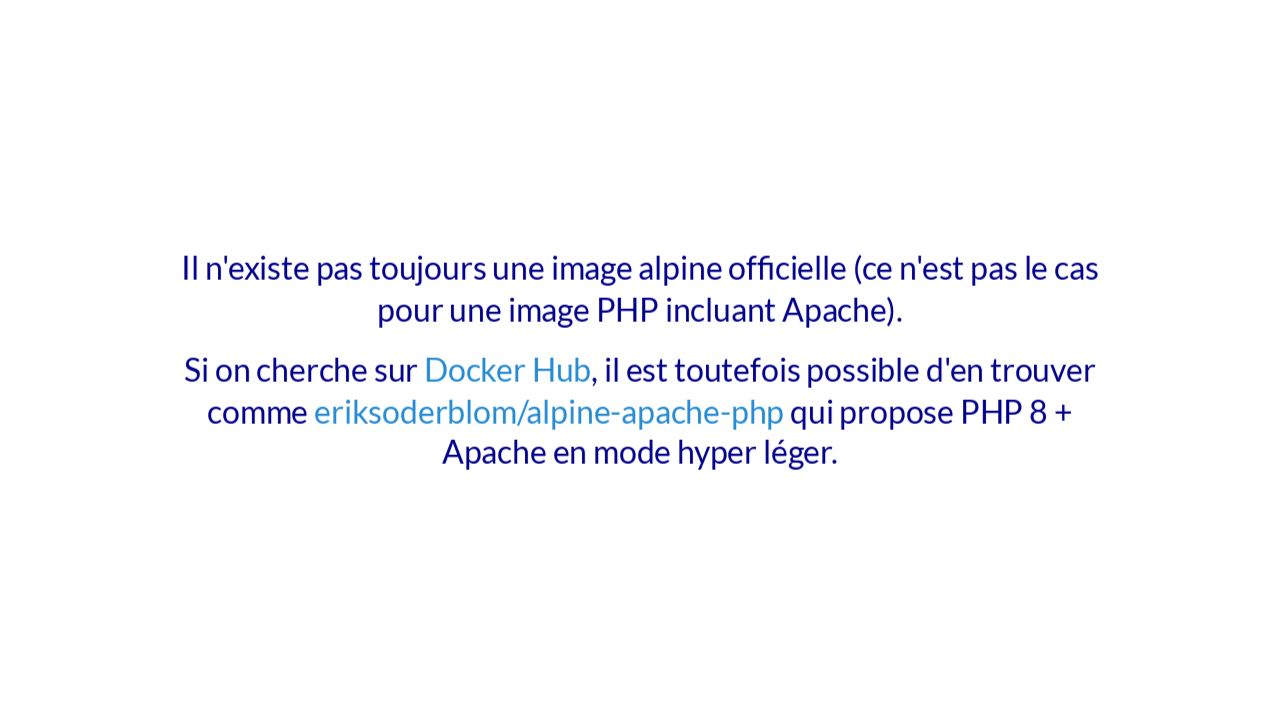 Il n'existe pas toujours une image alpine officielle (ce n'est pas le cas
pour une image PHP incluant Apache).
Si on cherche sur Docker Hub, il est toutefois possible d'en trouver
comme eriksoderblom/alpine-apache-php qui propose PHP 8 +
Apache en mode hyper léger.